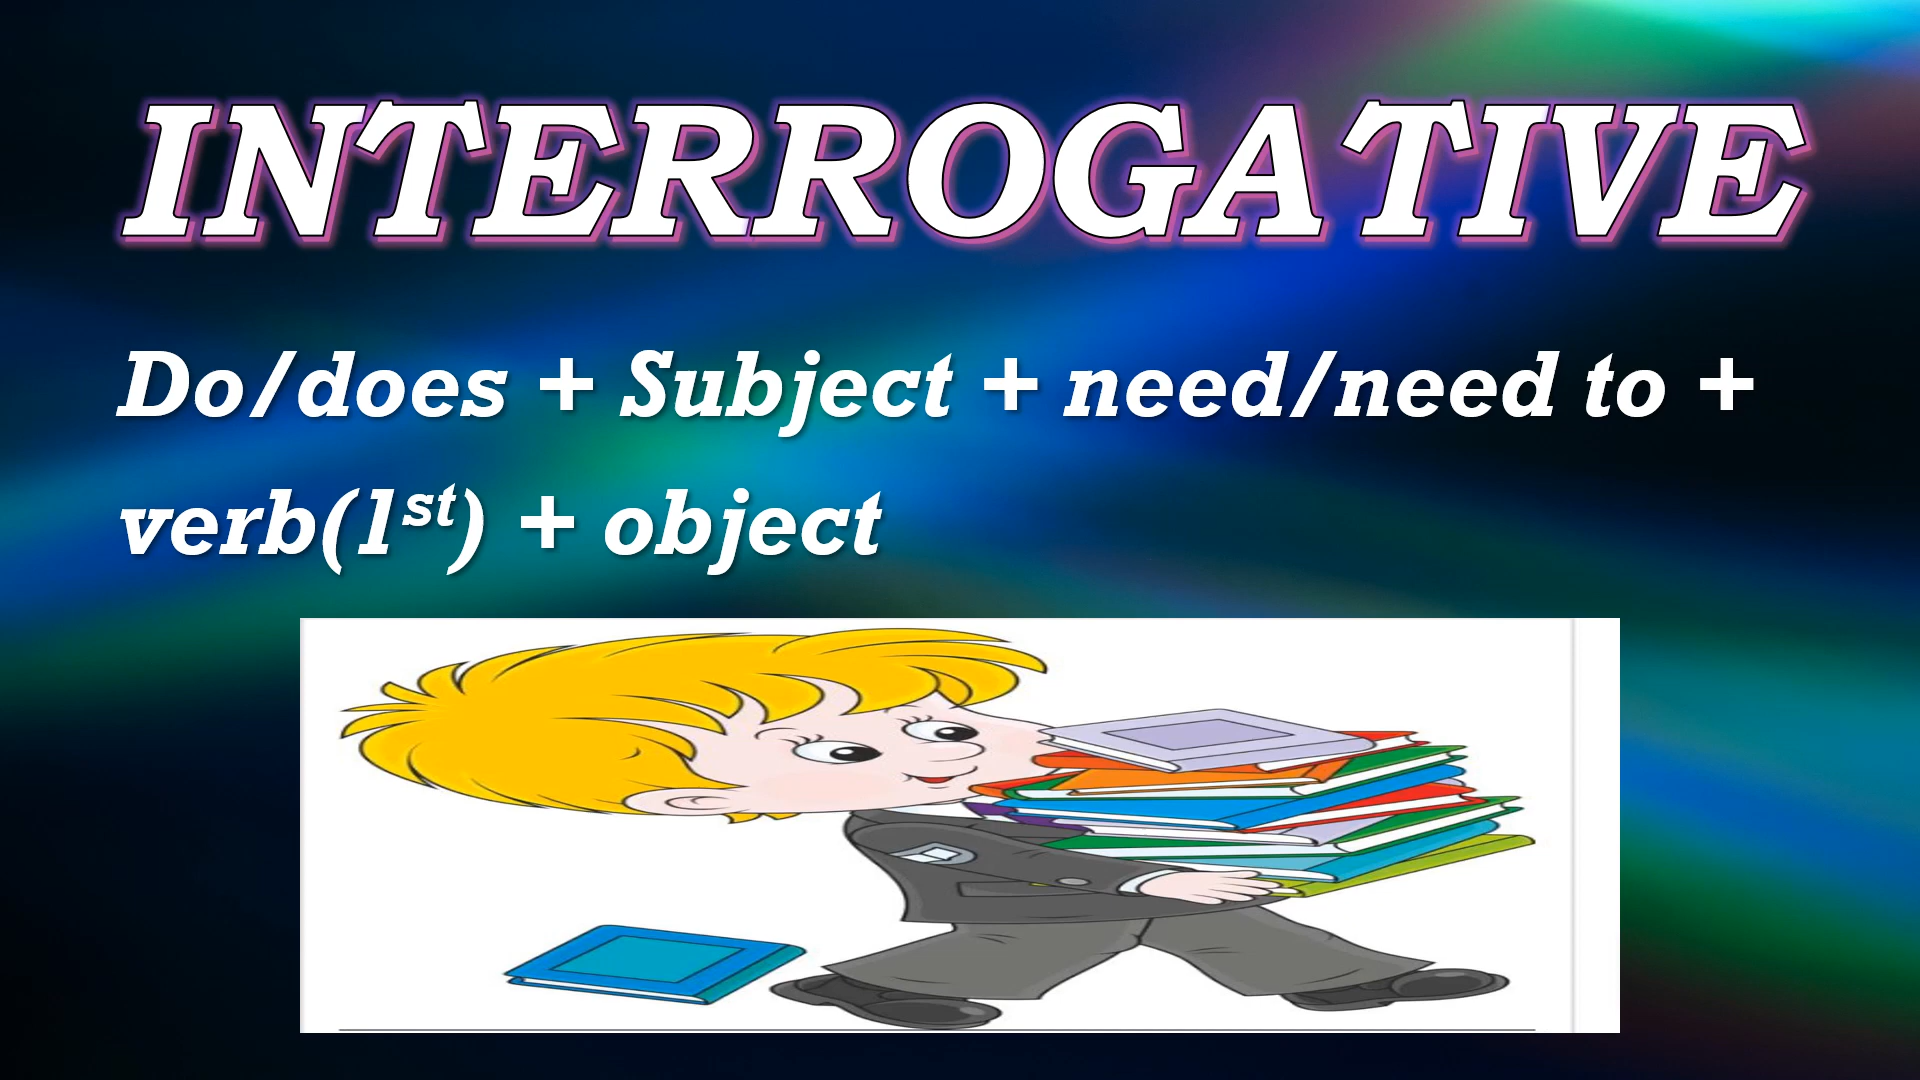 INTERROGATIVE
Do/does + Subject + need/need to +
verb(1st) + object